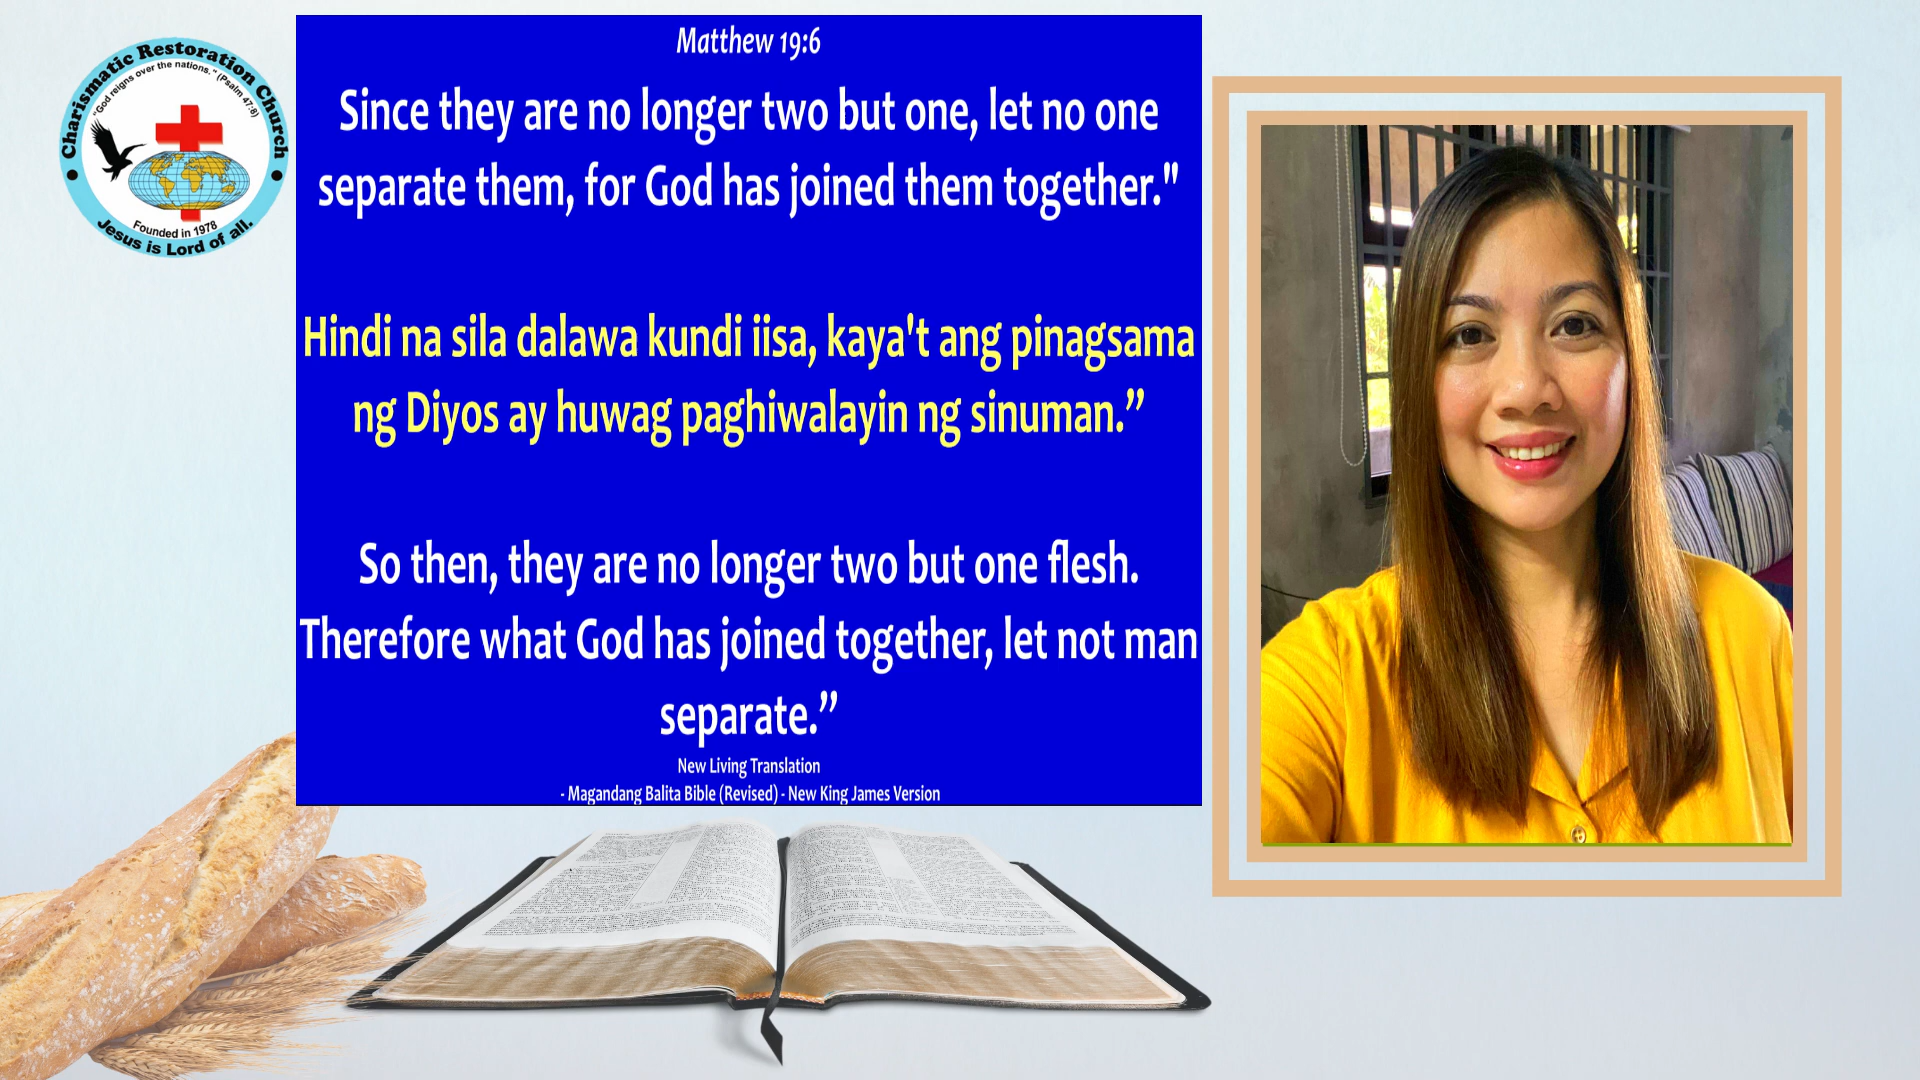 Charismatic Restoration Church
"God reigns over the nations." (Psalm 47:8)
Founded in 1978
Jesus is Lord of all.
Matthew 19:6
Since they are no longer two but one, let no one
separate them, for God has joined them together."
Hindi na sila dalawa kundi iisa, kaya't ang pinagsama
ng Diyos ay huwag paghiwalayin ng sinuman.”
So then, they are no longer two but one flesh.
Therefore what God has joined together, let not man
separate.”
New Living Translation
- Magandang Balita Bible (Revised) - New King James Version